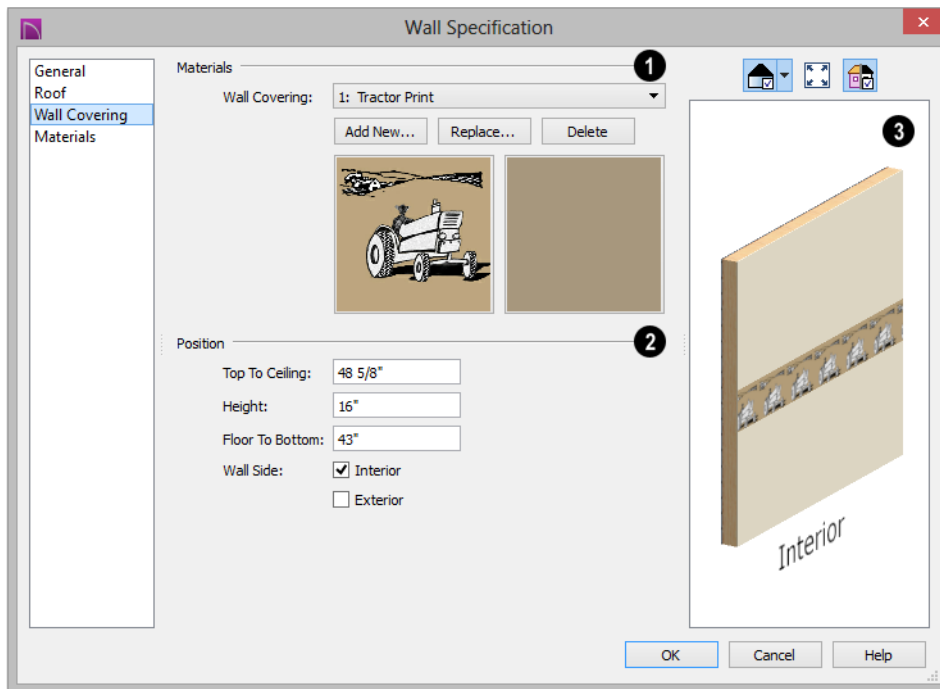 Wall Specification
General
Roof
Wall Covering
Materials
Materials
1
Wall Covering:
1: Tractor Print
Add New...
Replace...
Delete
Position
2
Top To Ceiling:
48 5/8"
Height:
16"
Floor To Bottom:
43"
Wall Side:
Interior
Exterior
3
Interior
OK
Cancel
Help